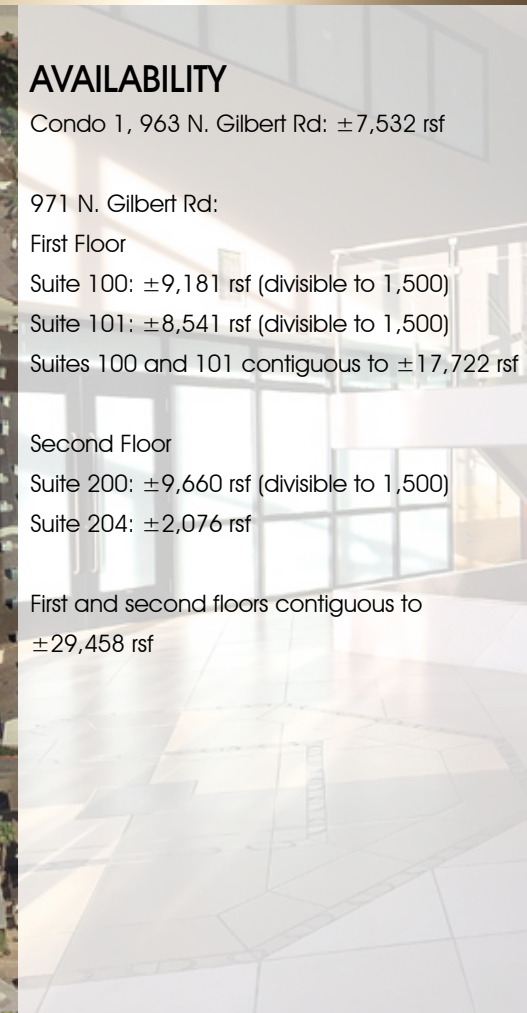 AVAILABILITY
Condo 1, 963 N. Gilbert Rd: ±7,532 rsf
971 N. Gilbert Rd:
First Floor
Suite 100: ±9,181 rsf (divisible to 1,500)
Suite 101: ±8,541 rsf (divisible to 1,500)
Suites 100 and 101 contiguous to ±17,722 rsf
Second Floor
Suite 200: ±9,660 rsf (divisible to 1,500)
Suite 204: ±2,076 rsf
First and second floors contiguous to
±29,458 rsf